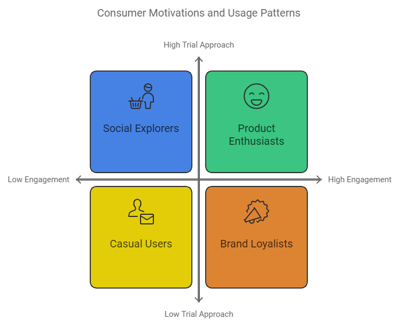 Consumer Motivations and Usage Patterns
High Trial Approach
Social Explorers
Product
Enthusiasts
Low Engagement
High Engagement
Casual Users
Brand Loyalists
Low Trial Approach